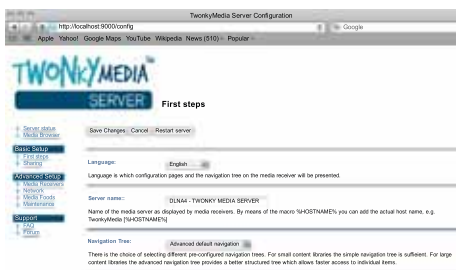 TwonkyMedia Server Configuration
http://localhost:9000/config
Google
Apple Yahoo! Google Maps YouTube Wikipedia News (510) Popular
TWONKYMEDIA
SERVER
First steps
Server status
Media Browser
Save Changes Cancel Restart server
Basic Setup
First steps
Sharing
Language:
English
Language is which configuration pages and the navigation tree on the media receiver will be presented.
Advanced Setup
Media Receivers
Network
Media Foods
Maintenance
Server name::
DLNA4 - TWONKY MEDIA SERVER
Name of the media server as displayed by media receivers. By means of the macro %HOSTNAME% you can add the actual host name, e.g.
TwonkyMedia [%HOSTNAME%]
Support
FAQ
Forum
Navigation Tree:
Advanced default navigation
There is the choice of selecting different pre-configured navigation trees. For small content libraries the simple navigation tree is suffeient. For large
content libraries the advanced navigation tree provides a better structured tree which allows faster access to individual items.